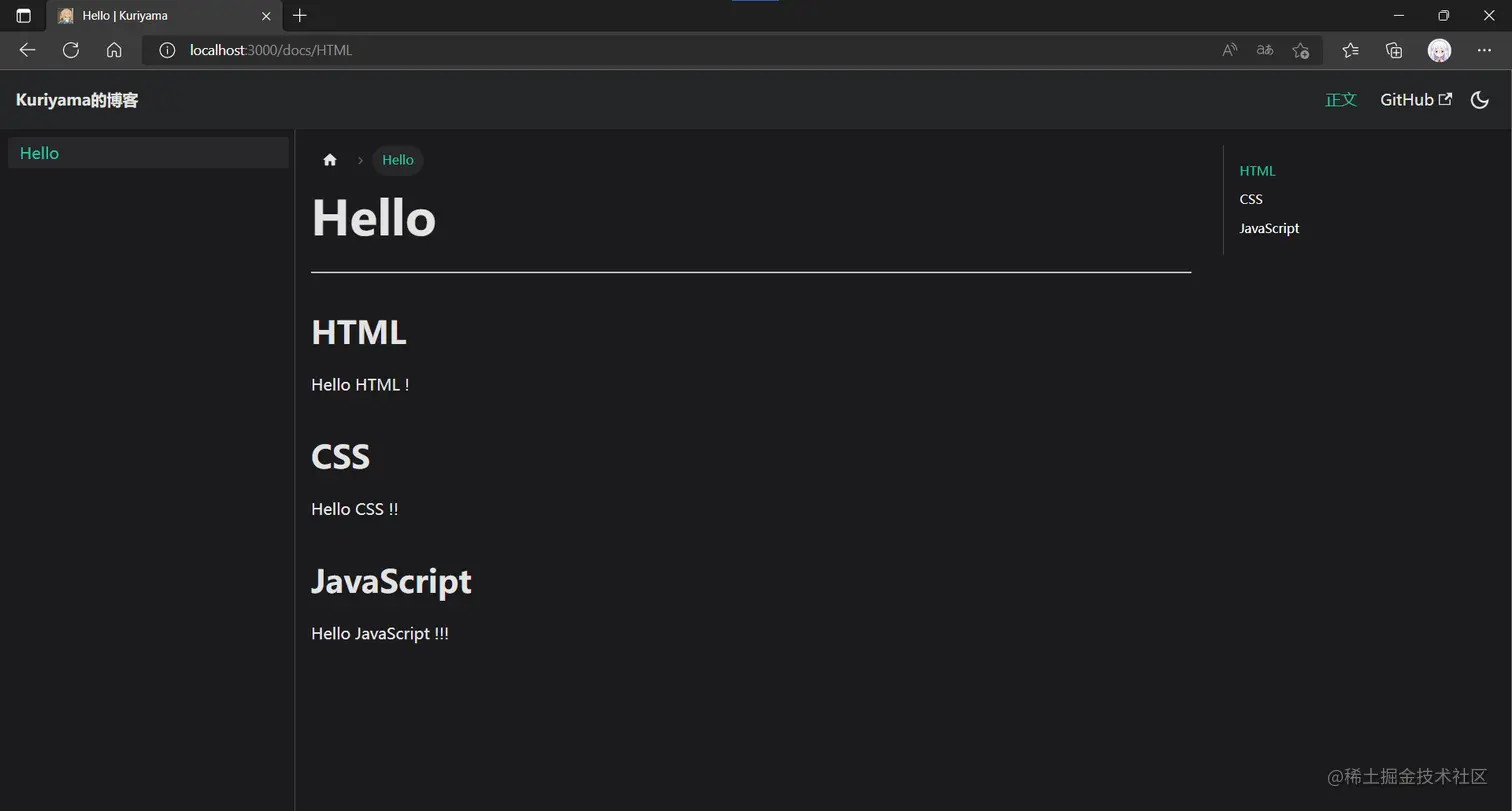 Hello | Kuriyama
localhost:3000/docs/HTML
Kuriyama的博客
正文
GitHub
Hello
Hello
Hello
HTML
Hello HTML !
CSS
Hello CSS !!
JavaScript
Hello JavaScript !!!
HTML
CSS
JavaScript
@稀土掘金技术社区